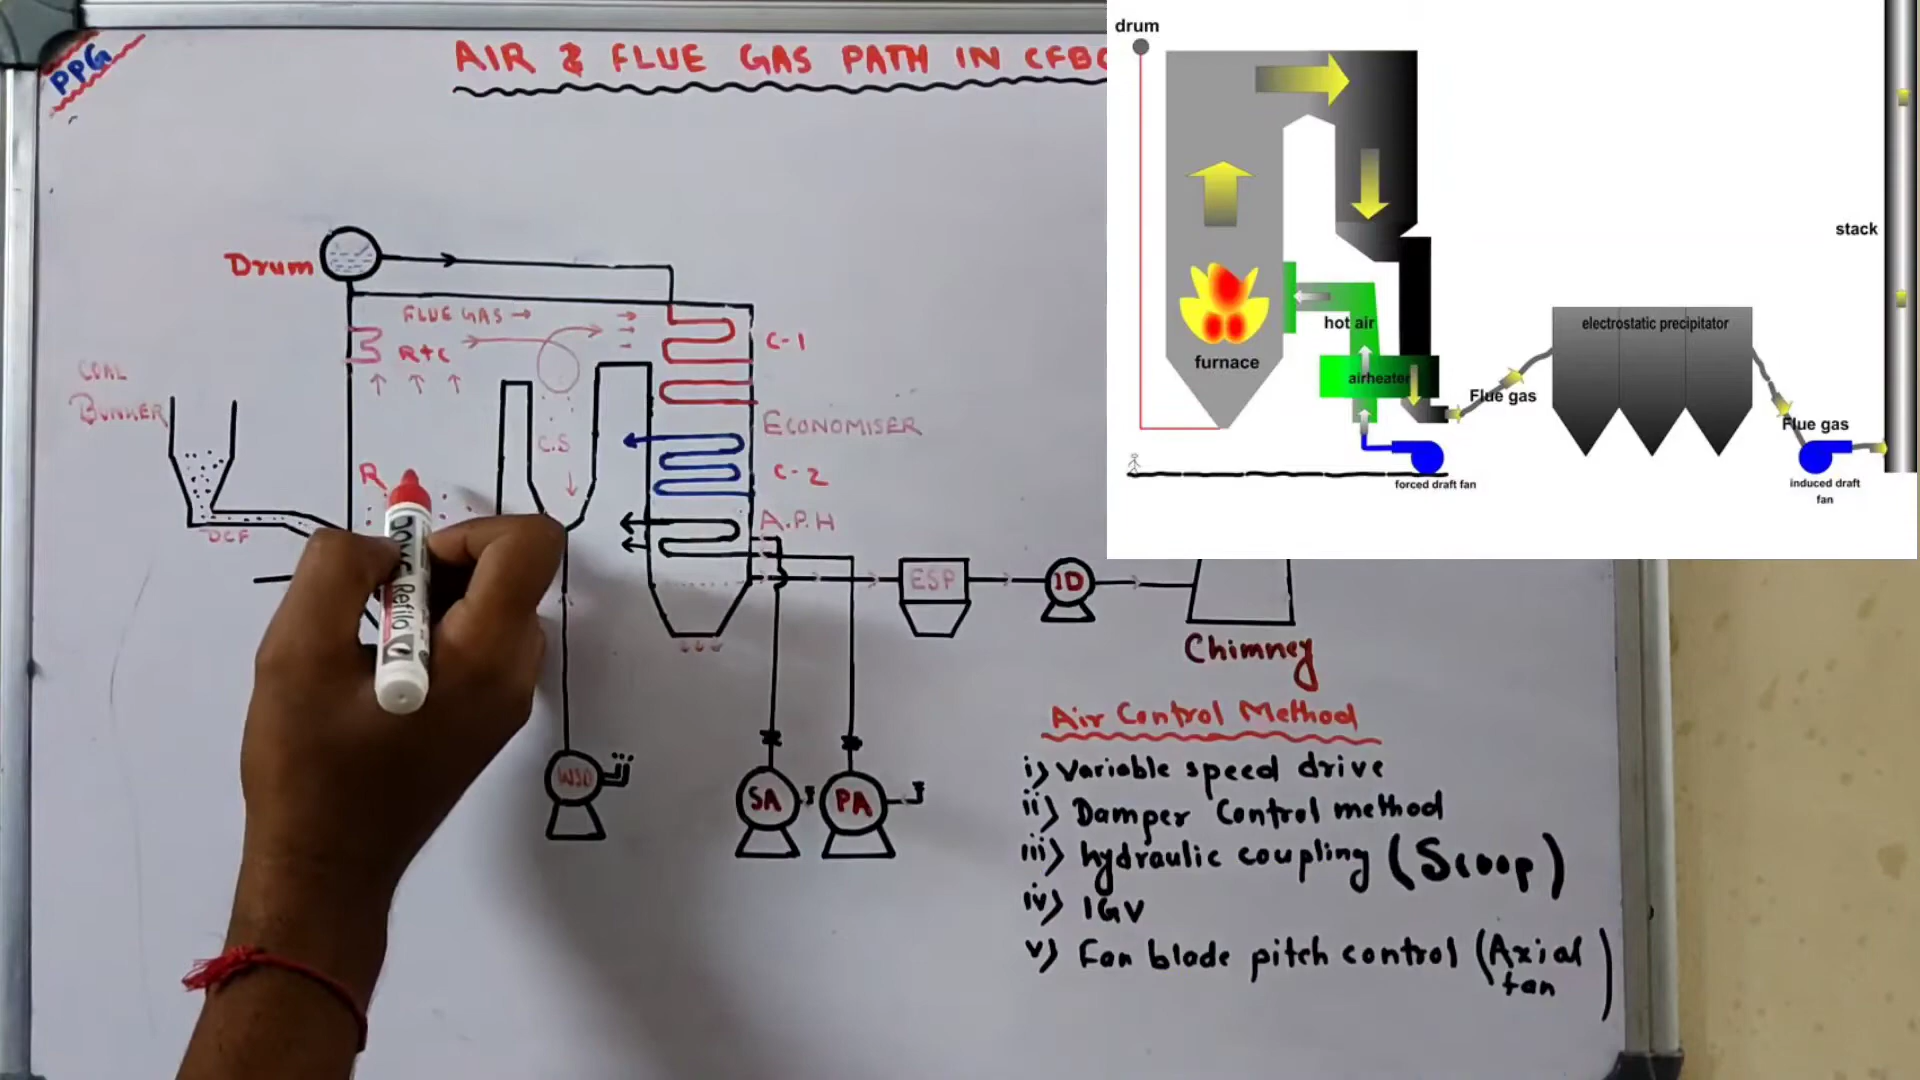 PPG
AIR & FLUE GAS PATH IN CFBC
Drum
FLUE GAS →
R+C
COAL
BUNKER
C-1
ECONOMISER
C.S
C-2
R
A.P.H
DCF
ESP
ID
Chimney
WSD
SA
PA
Air Control Method
i) Variable speed drive
ii) Damper Control method
iii) hydraulic coupling (Scoop)
iv) IGV
v) Fan blade pitch control (Axial
fan)
Dove Refilo
drum
stack
hot air
furnace
airheater
Flue gas
electrostatic precipitator
Flue gas
forced draft fan
induced draft
fan